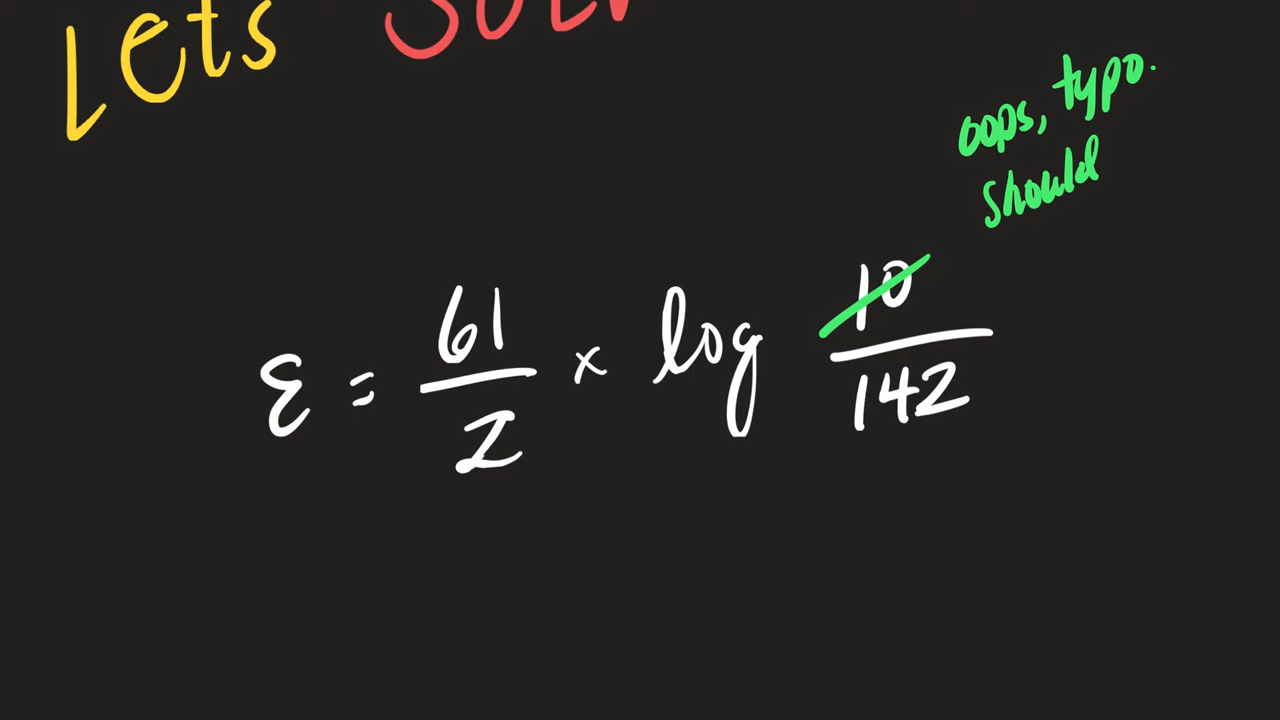 Lets
oops, typo.
should
ε = 61/2 × log 10/142